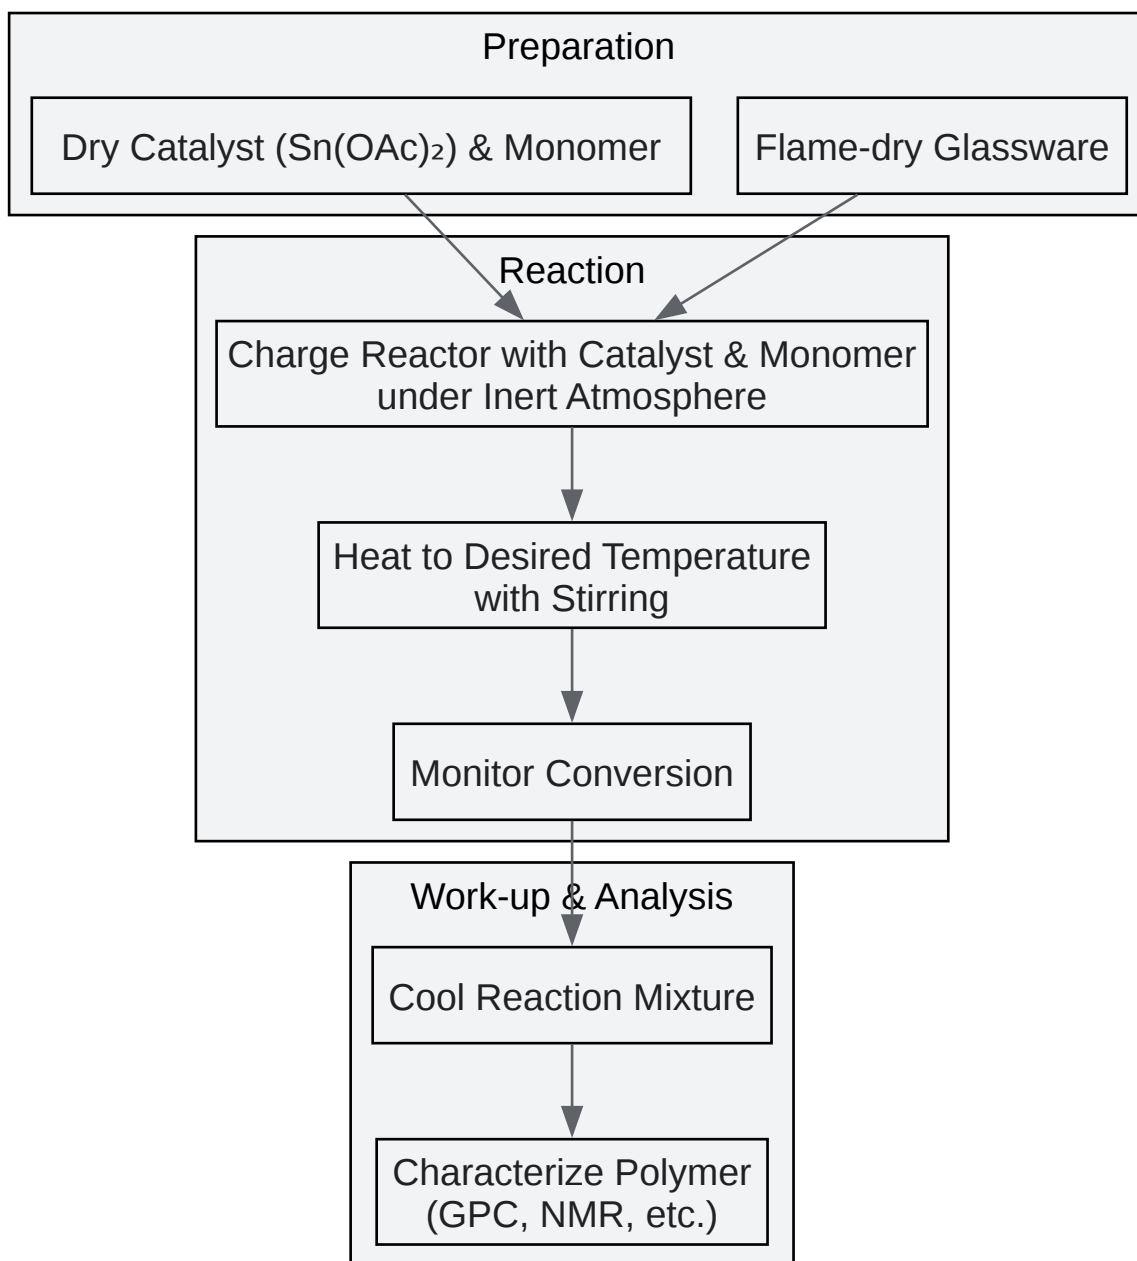 Preparation
Dry Catalyst (Sn(OAc)₂) & Monomer
Flame-dry Glassware
Reaction
Charge Reactor with Catalyst & Monomer
under Inert Atmosphere
Heat to Desired Temperature
with Stirring
Monitor Conversion
Work-up & Analysis
Cool Reaction Mixture
Characterize Polymer
(GPC, NMR, etc.)